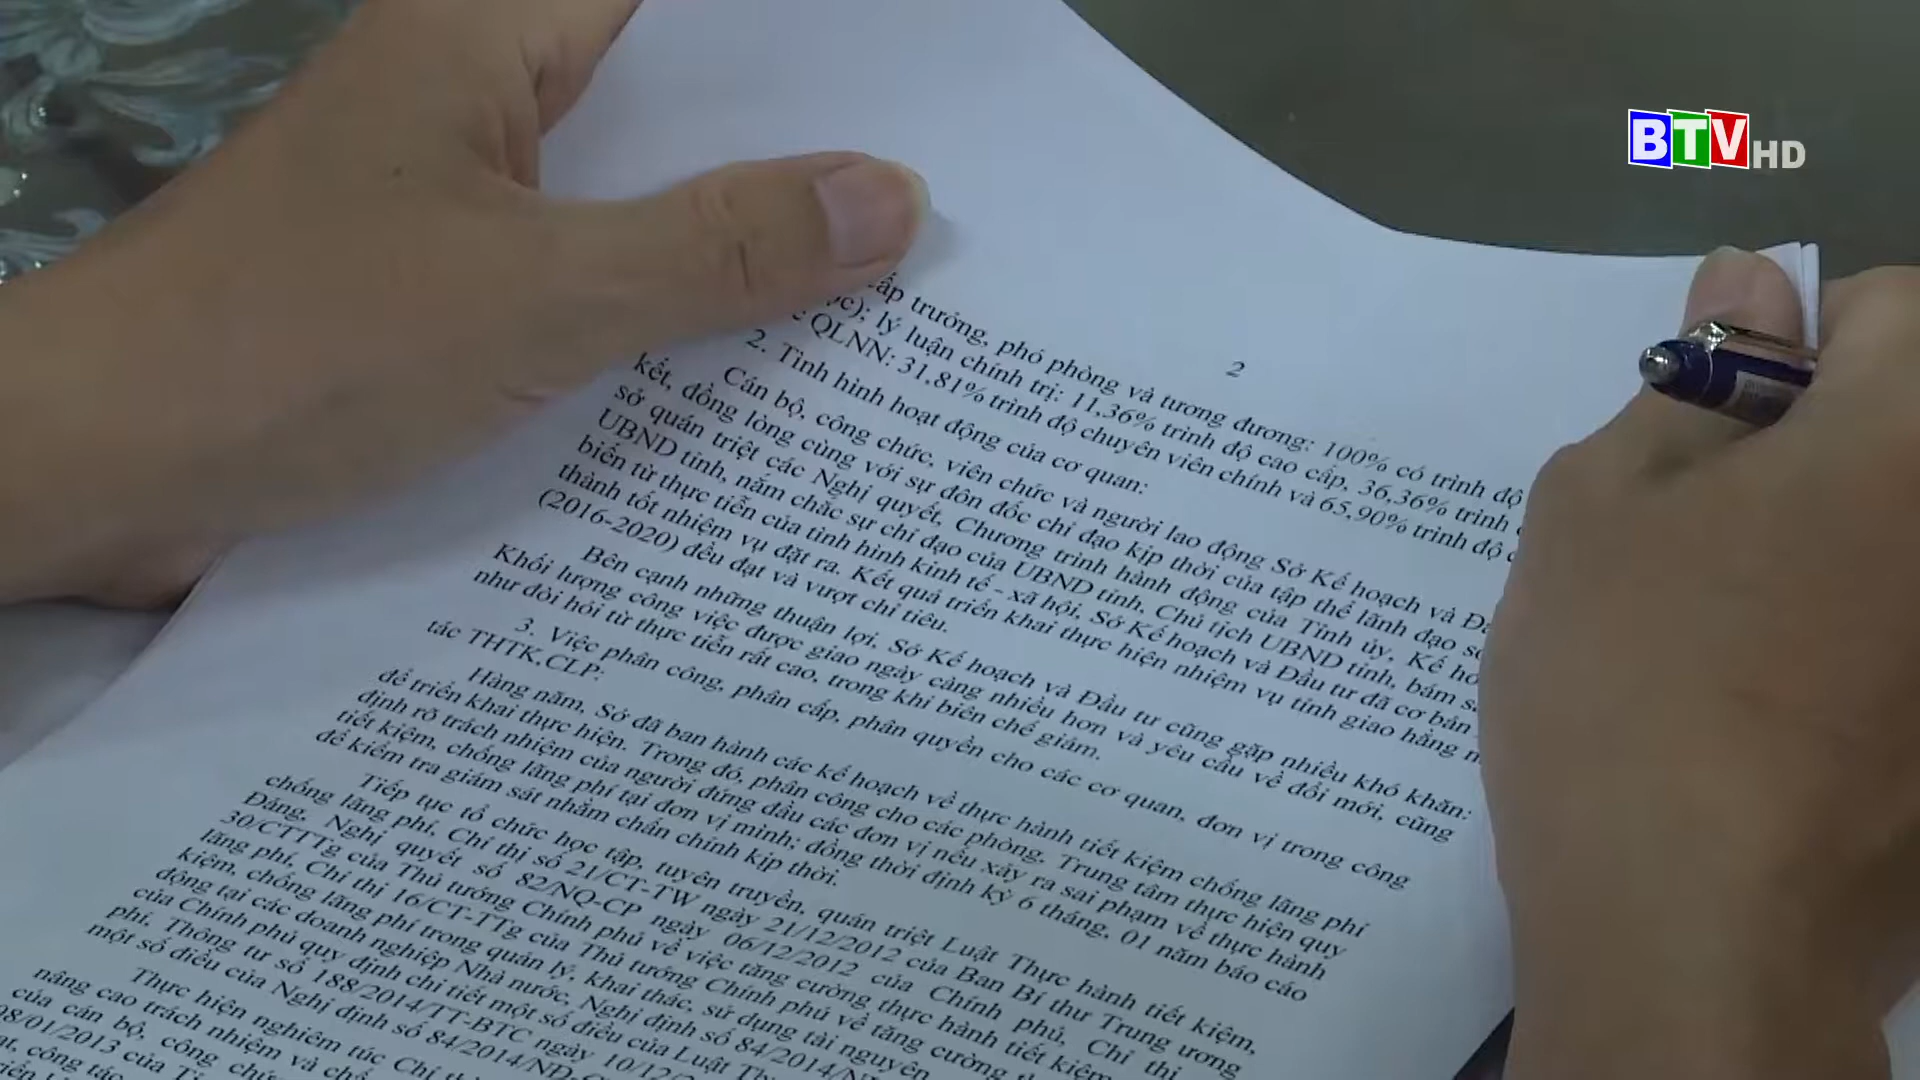 BTV HD
2
cấp trưởng, phó phòng và tương đương: 100% có trình độ
học); lý luận chính trị: 11,36% trình độ cao cấp, 36,36% trình
QLNN: 31,81% trình độ chuyên viên chính và 65,90% trình độ
2. Tình hình hoạt động của cơ quan:
Cán bộ, công chức, viên chức và người lao động Sở Kế hoạch và
kết, đồng lòng cùng với sự đôn đốc chỉ đạo kịp thời của tập thể lãnh đạo
sở quán triệt các Nghị quyết, Chương trình hành động của Tỉnh ủy, Kế
UBND tỉnh, nắm chắc sự chỉ đạo của UBND tỉnh, Chủ tịch UBND tỉnh, bám
biến từ thực tiễn của tình hình kinh tế - xã hội, Sở Kế hoạch và Đầu tư đã cơ bản
thành tốt nhiệm vụ đặt ra. Kết quả triển khai thực hiện nhiệm vụ tỉnh giao hằng
(2016-2020) đều đạt và vượt chỉ tiêu.
Bên cạnh những thuận lợi, Sở Kế hoạch và Đầu tư cũng gặp nhiều khó khăn:
Khối lượng công việc được giao ngày càng nhiều hơn và yêu cầu về đổi mới, cũng
như đòi hỏi từ thực tiễn rất cao, trong khi biên chế giảm.
3. Việc phân công, phân cấp, phân quyền cho các cơ quan, đơn vị trong công
tác THTK,CLP:
Hàng năm, Sở đã ban hành các kế hoạch về thực hành tiết kiệm chống lãng phí
để triển khai thực hiện. Trong đó, phân công cho các phòng, Trung tâm thực hiện quy
định rõ trách nhiệm của người đứng đầu các đơn vị nếu xảy ra sai phạm về thực hành
tiết kiệm, chống lãng phí tại đơn vị mình; đồng thời định kỳ 6 tháng, 01 năm báo cáo
để kiểm tra giám sát nhằm chấn chỉnh kịp thời.
Tiếp tục tổ chức học tập, tuyên truyền, quán triệt Luật Thực hành tiết kiệm,
chống lãng phí, Chỉ thị số 21/CT-TW ngày 21/12/2012 của Ban Bí thư Trung ương
Đảng, Nghị quyết số 82/NQ-CP ngày 06/12/2012 của Chính phủ, Chỉ thị
30/CTTTg của Thủ tướng Chính phủ về việc tăng cường thực hành tiết kiệm
lãng phí, Chỉ thị 16/CT-TTg của Thủ tướng Chính phủ về tăng cường
động tại các doanh nghiệp Nhà nước, Nghị định số 84/2014/
kiệm, chống lãng phí trong quản lý, khai thác, sử dụng tài nguyên
của Chính phủ quy định chi tiết một số điều của Luật
phí, Thông tư số 188/2014/TT-BTC ngày 10/12/
một số điều của Nghị định số 84/2014/NĐ-
Thực hiện nghiêm túc Chỉ
nâng cao trách nhiệm và
của cán bộ, công
08/01/2013 của
công tác